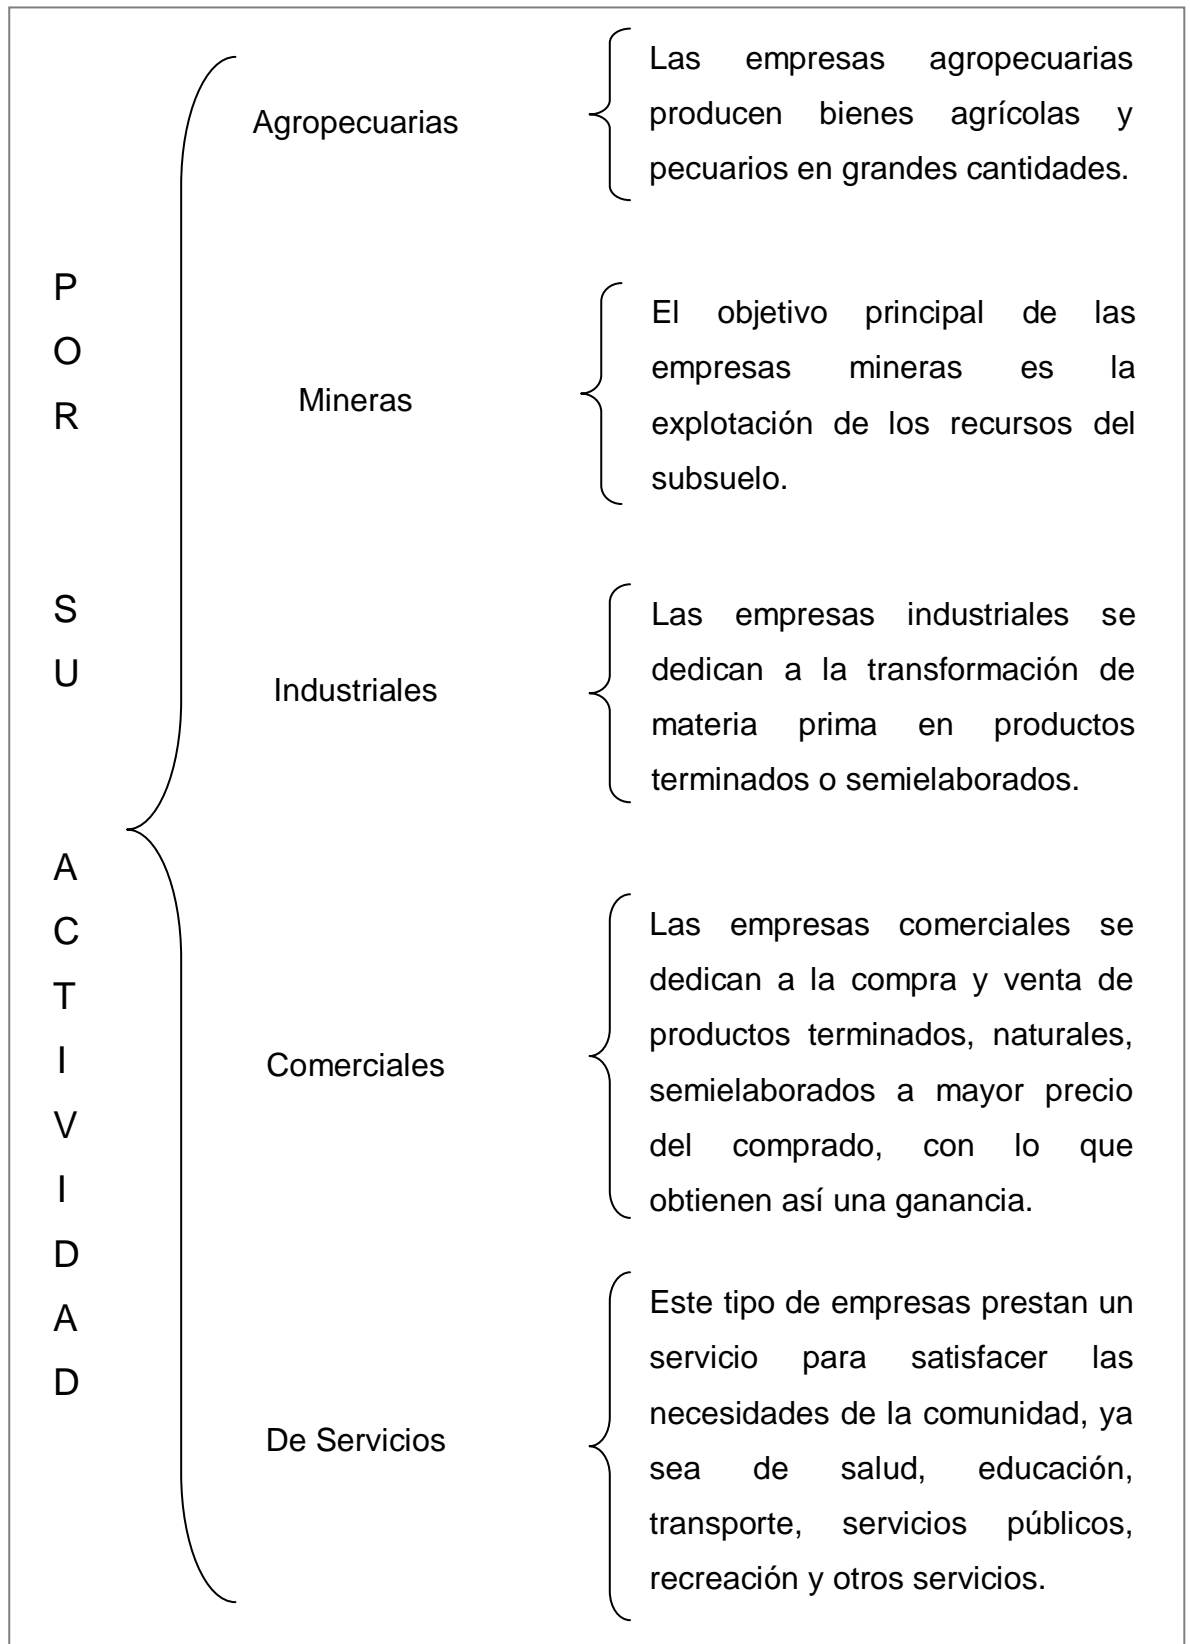 POR SU ACTIVIDAD
Agropecuarias
Las empresas agropecuarias
producen bienes agrícolas y
pecuarios en grandes cantidades.
Mineras
El objetivo principal de las
empresas mineras es la
explotación de los recursos del
subsuelo.
Industriales
Las empresas industriales se
dedican a la transformación de
materia prima en productos
terminados o semielaborados.
Comerciales
Las empresas comerciales se
dedican a la compra y venta de
productos terminados, naturales,
semielaborados a mayor precio
del comprado, con lo que
obtienen así una ganancia.
De Servicios
Este tipo de empresas prestan un
servicio para satisfacer las
necesidades de la comunidad, ya
sea de salud, educación,
transporte, servicios públicos,
recreación y otros servicios.